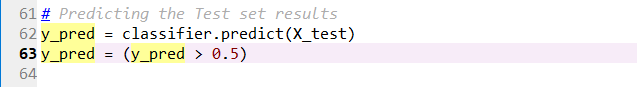 61 # Predicting the Test set results
62 y_pred = classifier.predict(X_test)
63 y_pred = (y_pred > 0.5)
64